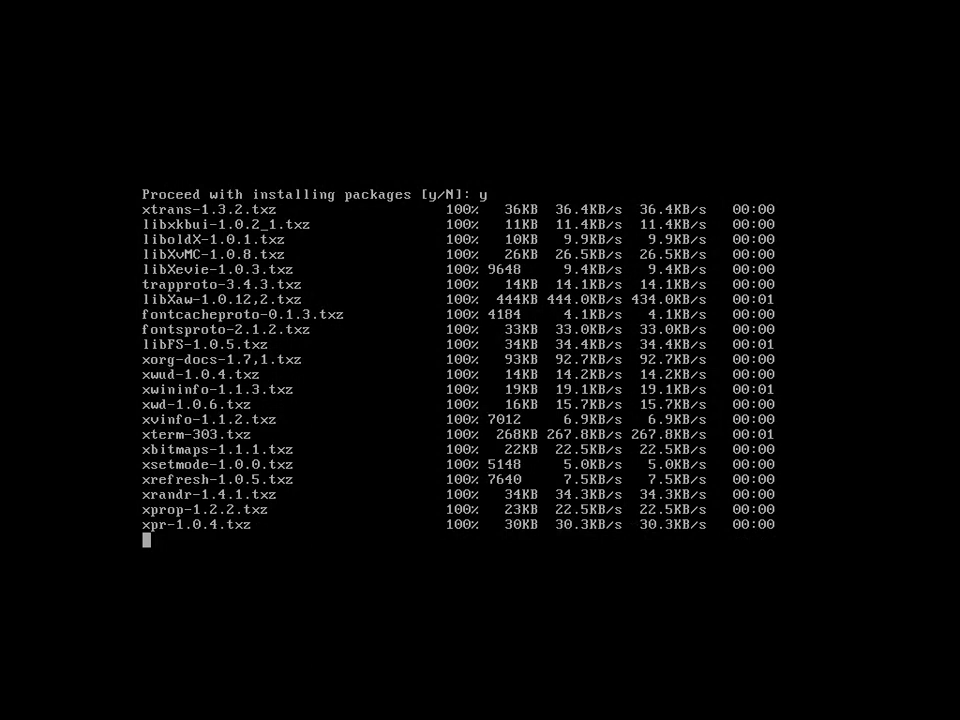 Proceed with installing packages [y/N]: y
xtrans-1.3.2.txz 100% 36KB 36.4KB/s 36.4KB/s 00:00
libxkbui-1.0.2_1.txz 100% 11KB 11.4KB/s 11.4KB/s 00:00
liboldX-1.0.1.txz 100% 10KB 9.9KB/s 9.9KB/s 00:00
libXvMC-1.0.8.txz 100% 26KB 26.5KB/s 26.5KB/s 00:00
libXevie-1.0.3.txz 100% 9648 9.4KB/s 9.4KB/s 00:00
trapproto-3.4.3.txz 100% 14KB 14.1KB/s 14.1KB/s 00:00
libXaw-1.0.12,2.txz 100% 444KB 444.0KB/s 434.0KB/s 00:01
fontcacheproto-0.1.3.txz 100% 4184 4.1KB/s 4.1KB/s 00:00
fontsproto-2.1.2.txz 100% 33KB 33.0KB/s 33.0KB/s 00:00
libFS-1.0.5.txz 100% 34KB 34.4KB/s 34.4KB/s 00:01
xorg-docs-1.7,1.txz 100% 93KB 92.7KB/s 92.7KB/s 00:00
xwud-1.0.4.txz 100% 14KB 14.2KB/s 14.2KB/s 00:00
xwininfo-1.1.3.txz 100% 19KB 19.1KB/s 19.1KB/s 00:01
xwd-1.0.6.txz 100% 16KB 15.7KB/s 15.7KB/s 00:00
xvinfo-1.1.2.txz 100% 7012 6.9KB/s 6.9KB/s 00:00
xterm-303.txz 100% 268KB 267.8KB/s 267.8KB/s 00:01
xbitmaps-1.1.1.txz 100% 22KB 22.5KB/s 22.5KB/s 00:00
xsetmode-1.0.0.txz 100% 5148 5.0KB/s 5.0KB/s 00:00
xrefresh-1.0.5.txz 100% 7640 7.5KB/s 7.5KB/s 00:00
xrandr-1.4.1.txz 100% 34KB 34.3KB/s 34.3KB/s 00:00
xprop-1.2.2.txz 100% 23KB 22.5KB/s 22.5KB/s 00:00
xpr-1.0.4.txz 100% 30KB 30.3KB/s 30.3KB/s 00:00